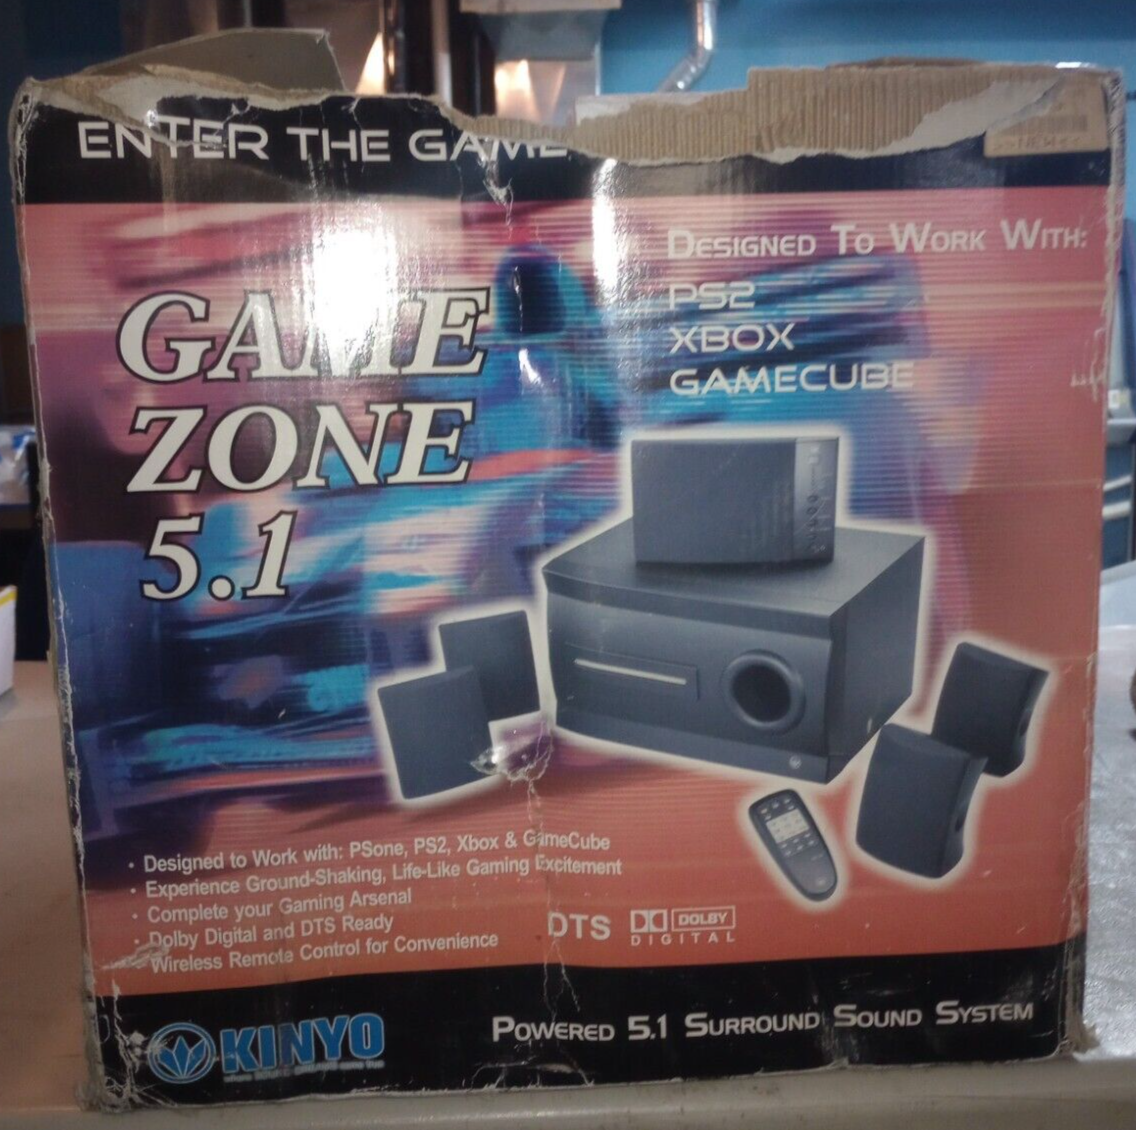 ENTER THE GAME
DESIGNED TO WORK WITH:
PS2
XBOX
GAMECUBE
GAME
ZONE
5.1
• Designed to Work with: PSone, PS2, Xbox & GameCube
• Experience Ground-Shaking, Life-Like Gaming Excitement
• Complete your Gaming Arsenal
• Dolby Digital and DTS Ready
• Wireless Remote Control for Convenience
DTS
DOLBY
DIGITAL
KINYO
POWERED 5.1 SURROUND SOUND SYSTEM